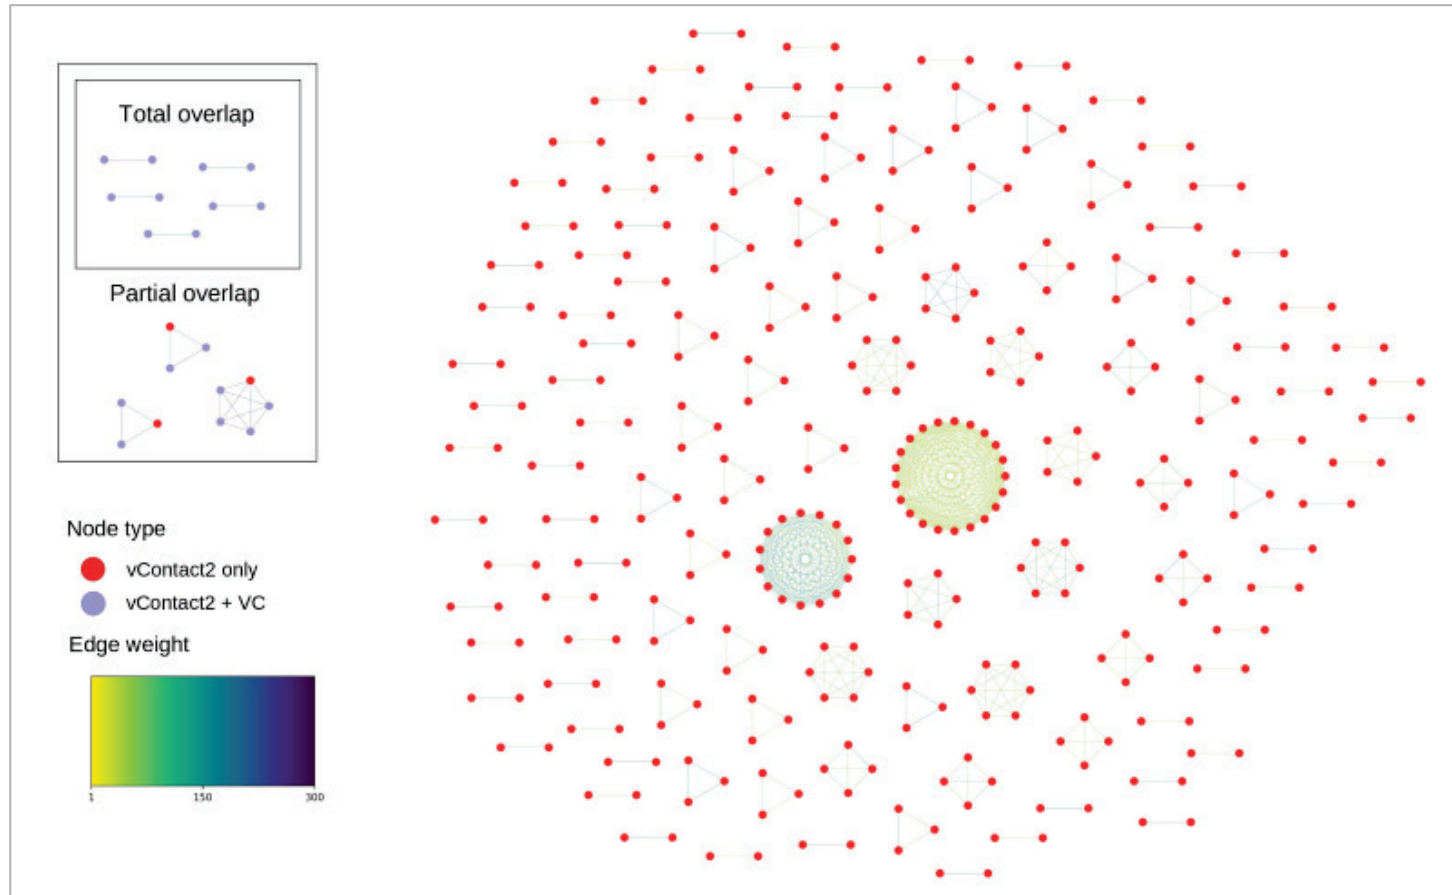 Total overlap
Partial overlap
Node type
vContact2 only
vContact2 + VC
Edge weight
1 150 300